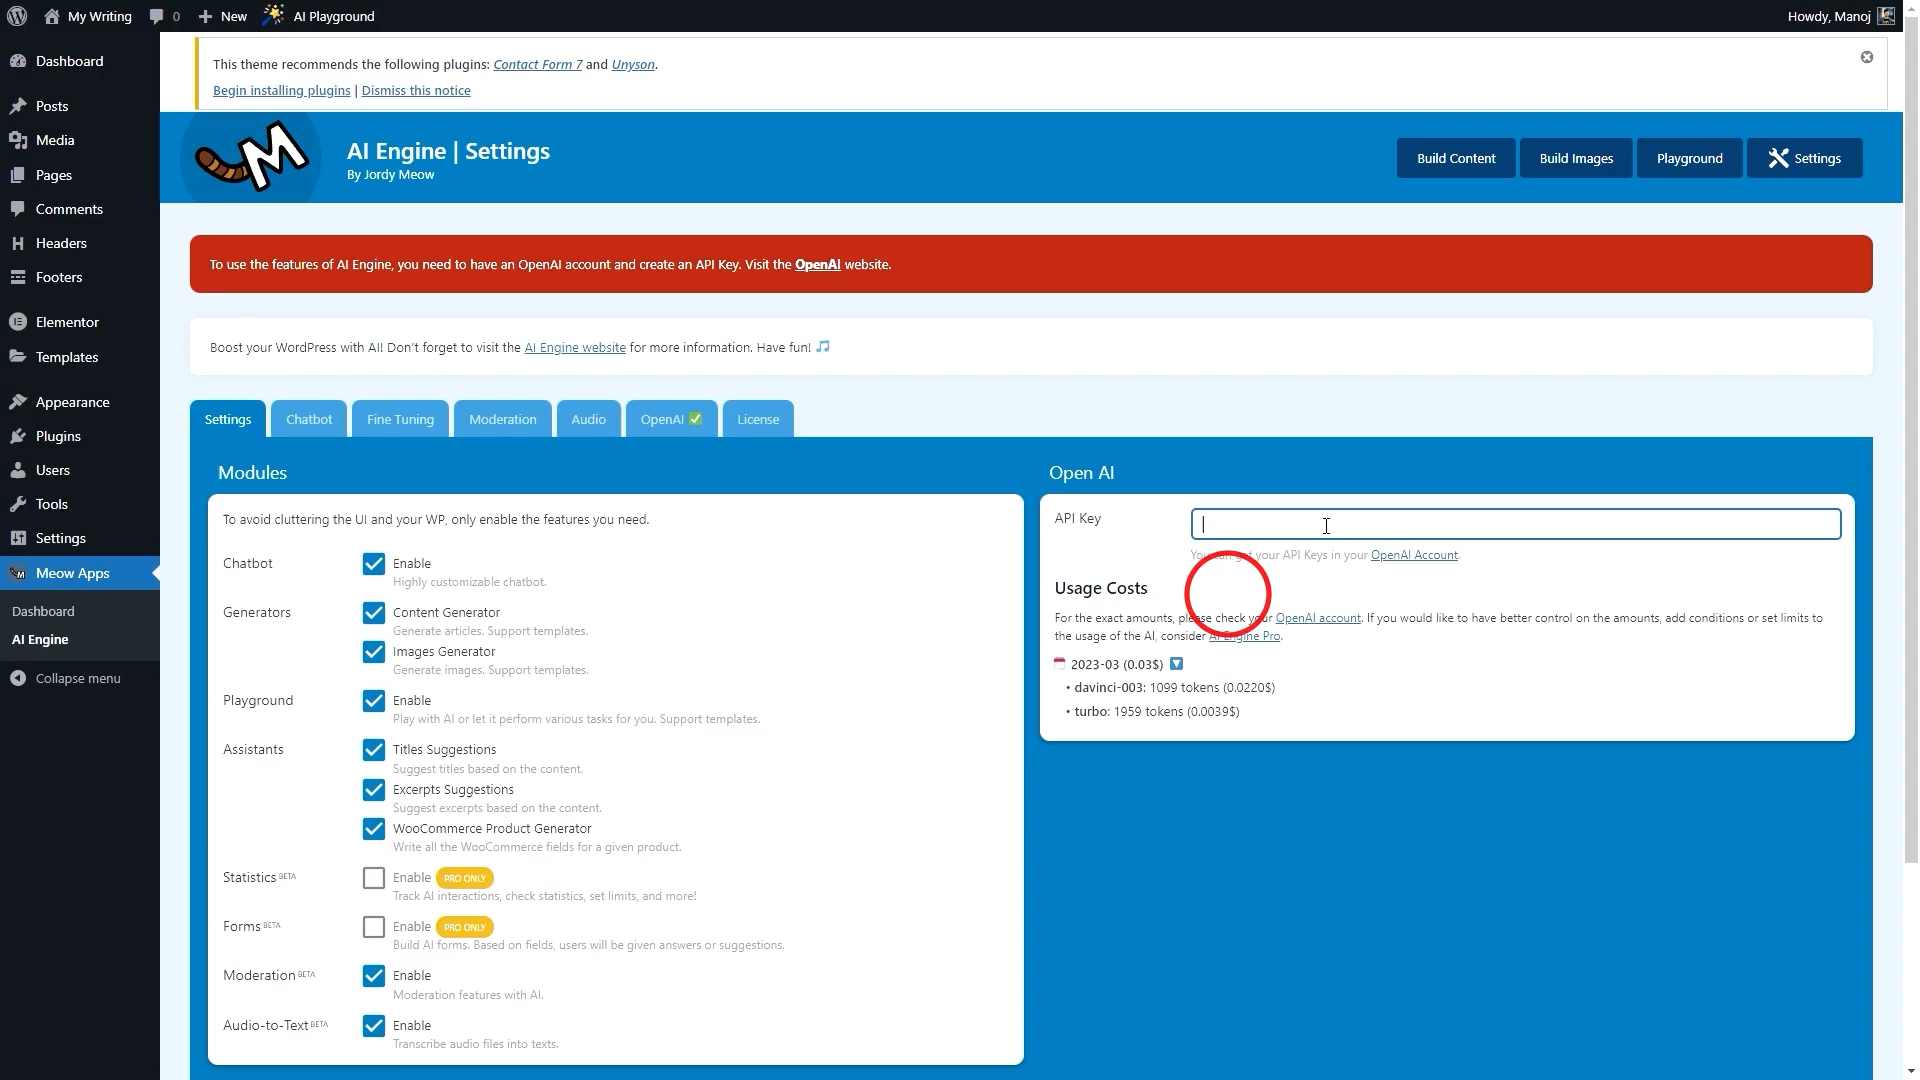 My Writing
0
New
AI Playground
Howdy, Manoj
Dashboard
Posts
Media
Pages
Comments
Headers
Footers
Elementor
Templates
Appearance
Plugins
Users
Tools
Settings
Meow Apps
Dashboard
AI Engine
Collapse menu
This theme recommends the following plugins: Contact Form 7 and Unyson.
Begin installing plugins | Dismiss this notice
M
AI Engine | Settings
By Jordy Meow
Build Content
Build Images
Playground
Settings
To use the features of AI Engine, you need to have an OpenAI account and create an API Key. Visit the OpenAI website.
Boost your WordPress with AI! Don't forget to visit the AI Engine website for more information. Have fun! 🎵
Settings
Chatbot
Fine Tuning
Moderation
Audio
OpenAI ✅
License
Modules
To avoid cluttering the UI and your WP, only enable the features you need.
Chatbot
Enable
Highly customizable chatbot.
Generators
Content Generator
Generate articles. Support templates.
Images Generator
Generate images. Support templates.
Playground
Enable
Play with AI or let it perform various tasks for you. Support templates.
Assistants
Titles Suggestions
Suggest titles based on the content.
Excerpts Suggestions
Suggest excerpts based on the content.
WooCommerce Product Generator
Write all the WooCommerce fields for a given product.
Statistics BETA
Enable PRO ONLY
Track AI interactions, check statistics, set limits, and more!
Forms BETA
Enable PRO ONLY
Build AI forms. Based on fields, users will be given answers or suggestions.
Moderation BETA
Enable
Moderation features with AI.
Audio-to-Text BETA
Enable
Transcribe audio files into texts.
Open AI
API Key
You can get your API Keys in your OpenAI Account.
Usage Costs
For the exact amounts, please check your OpenAI account. If you would like to have better control on the amounts, add conditions or set limits to
the usage of the AI, consider AI Engine Pro.
2023-03 (0.03$)
• davinci-003: 1099 tokens (0.0220$)
• turbo: 1959 tokens (0.0039$)